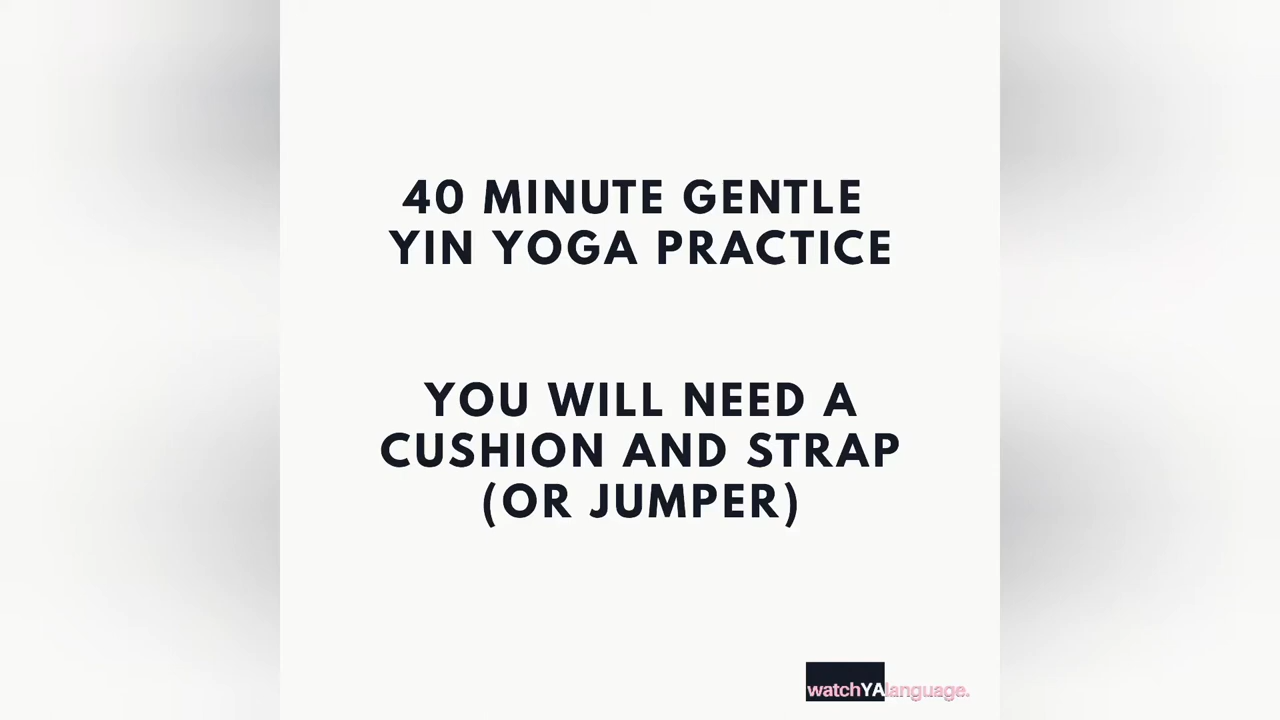 40 MINUTE GENTLE
YIN YOGA PRACTICE
YOU WILL NEED A
CUSHION AND STRAP
(OR JUMPER)
watchYAlanguage.